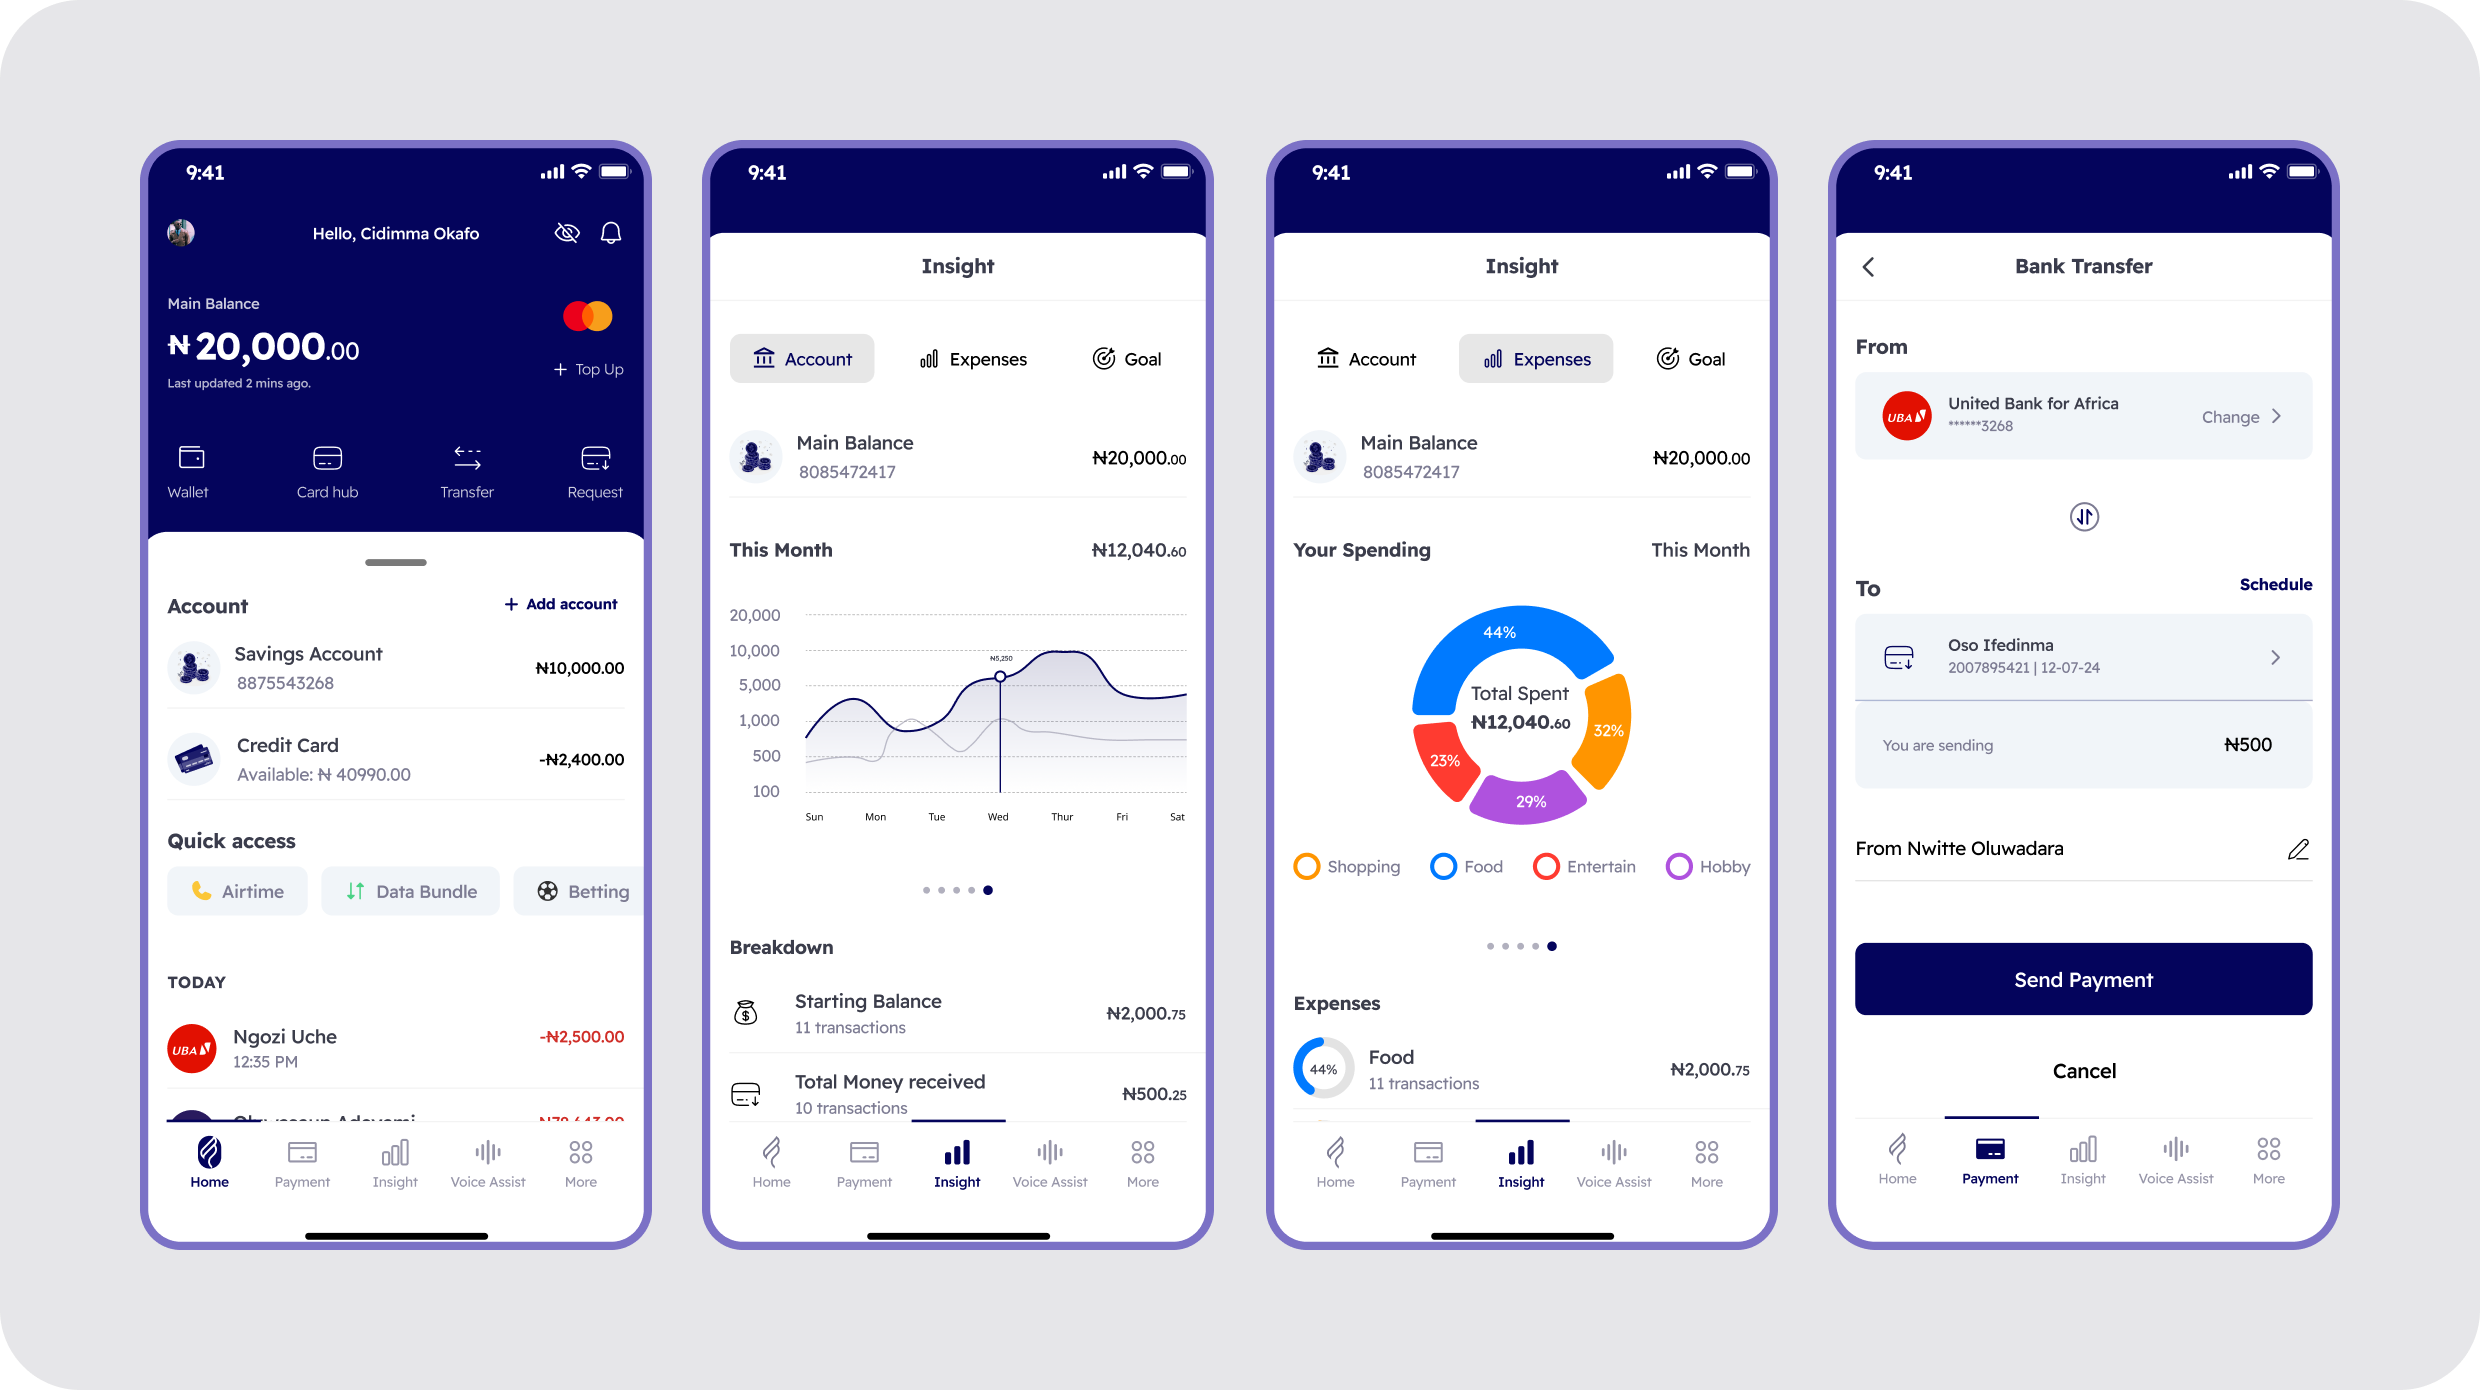 9:41
Hello, Cidimma Okafo
Main Balance
₦ 20,000.00
Last updated 2 mins ago.
+ Top Up
Wallet
Card hub
Transfer
Request
Account
+ Add account
Savings Account
₦10,000.00
8875543268
Credit Card
-₦2,400.00
Available: ₦ 40990.00
Quick access
Airtime
Data Bundle
Betting
TODAY
UBA
Ngozi Uche
-₦2,500.00
12:35 PM
Home
Payment
Insight
Voice Assist
More
9:41
Insight
Account
Expenses
Goal
Main Balance
₦20,000.00
8085472417
This Month
₦12,040.60
20,000
10,000
5,000
1,000
500
100
₦5,250
Sun
Mon
Tue
Wed
Thur
Fri
Sat
Breakdown
Starting Balance
₦2,000.75
11 transactions
Total Money received
₦500.25
10 transactions
Home
Payment
Insight
Voice Assist
More
9:41
Insight
Account
Expenses
Goal
Main Balance
₦20,000.00
8085472417
Your Spending
This Month
44%
Total Spent
₦12,040.60
32%
23%
29%
Shopping
Food
Entertain
Hobby
Expenses
44%
Food
₦2,000.75
11 transactions
Home
Payment
Insight
Voice Assist
More
9:41
Bank Transfer
From
UBA
United Bank for Africa
******3268
Change
To
Schedule
Oso Ifedinma
2007895421 | 12-07-24
You are sending
₦500
From Nwitte Oluwadara
Send Payment
Cancel
Home
Payment
Insight
Voice Assist
More